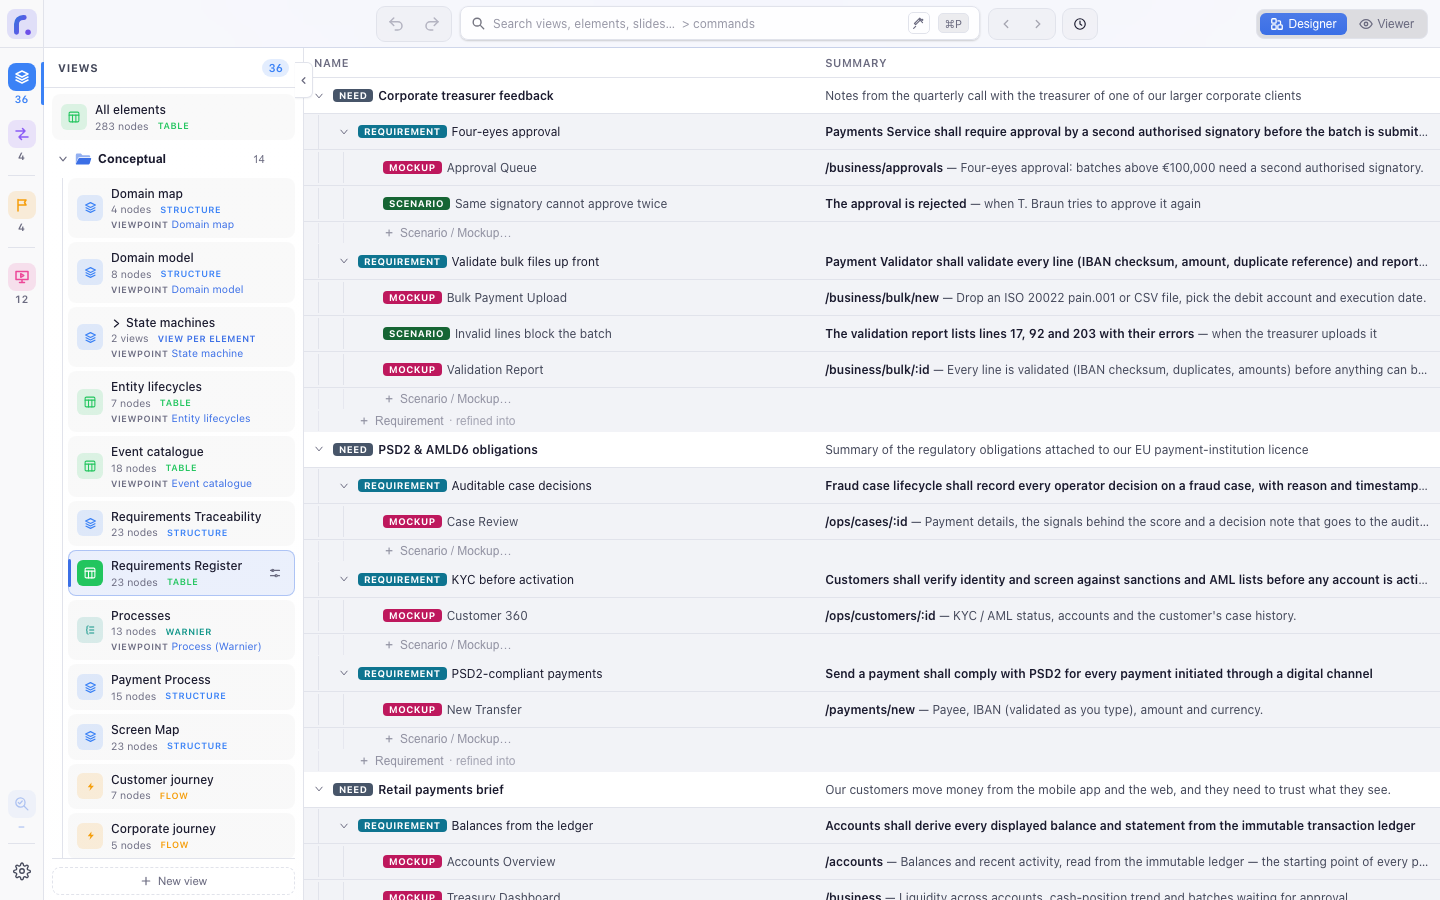 Search views, elements, slides... > commands
⌘P
Designer
Viewer
36
4
4
12
–
VIEWS 36
All elements
283 nodes TABLE
Conceptual 14
Domain map
4 nodes STRUCTURE
VIEWPOINT Domain map
Domain model
8 nodes STRUCTURE
VIEWPOINT Domain model
> State machines
2 views VIEW PER ELEMENT
VIEWPOINT State machine
Entity lifecycles
7 nodes TABLE
VIEWPOINT Entity lifecycles
Event catalogue
18 nodes TABLE
VIEWPOINT Event catalogue
Requirements Traceability
23 nodes STRUCTURE
Requirements Register
23 nodes TABLE
Processes
13 nodes WARNIER
VIEWPOINT Process (Warnier)
Payment Process
15 nodes STRUCTURE
Screen Map
23 nodes STRUCTURE
Customer journey
7 nodes FLOW
Corporate journey
5 nodes FLOW
+ New view
NAME SUMMARY
NEED Corporate treasurer feedback Notes from the quarterly call with the treasurer of one of our larger corporate clients
REQUIREMENT Four-eyes approval Payments Service shall require approval by a second authorised signatory before the batch is submit...
MOCKUP Approval Queue /business/approvals — Four-eyes approval: batches above €100,000 need a second authorised signatory.
SCENARIO Same signatory cannot approve twice The approval is rejected — when T. Braun tries to approve it again
+ Scenario / Mockup...
REQUIREMENT Validate bulk files up front Payment Validator shall validate every line (IBAN checksum, amount, duplicate reference) and report...
MOCKUP Bulk Payment Upload /business/bulk/new — Drop an ISO 20022 pain.001 or CSV file, pick the debit account and execution date.
SCENARIO Invalid lines block the batch The validation report lists lines 17, 92 and 203 with their errors — when the treasurer uploads it
MOCKUP Validation Report /business/bulk/:id — Every line is validated (IBAN checksum, duplicates, amounts) before anything can b...
+ Scenario / Mockup...
+ Requirement · refined into
NEED PSD2 & AMLD6 obligations Summary of the regulatory obligations attached to our EU payment-institution licence
REQUIREMENT Auditable case decisions Fraud case lifecycle shall record every operator decision on a fraud case, with reason and timestamp...
MOCKUP Case Review /ops/cases/:id — Payment details, the signals behind the score and a decision note that goes to the audit...
+ Scenario / Mockup...
REQUIREMENT KYC before activation Customers shall verify identity and screen against sanctions and AML lists before any account is acti...
MOCKUP Customer 360 /ops/customers/:id — KYC / AML status, accounts and the customer's case history.
+ Scenario / Mockup...
REQUIREMENT PSD2-compliant payments Send a payment shall comply with PSD2 for every payment initiated through a digital channel
MOCKUP New Transfer /payments/new — Payee, IBAN (validated as you type), amount and currency.
+ Scenario / Mockup...
+ Requirement · refined into
NEED Retail payments brief Our customers move money from the mobile app and the web, and they need to trust what they see.
REQUIREMENT Balances from the ledger Accounts shall derive every displayed balance and statement from the immutable transaction ledger
MOCKUP Accounts Overview /accounts — Balances and recent activity, read from the immutable ledger — the starting point of every p...
MOCKUP Treasury Dashboard /business — Liquidity across accounts, cash-position trend and batches waiting for approval